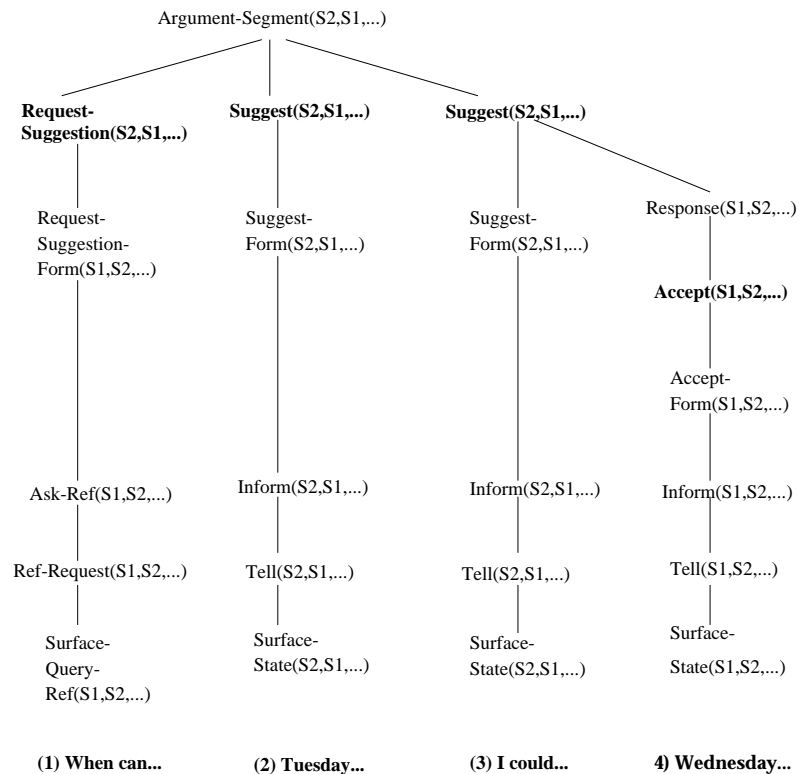 Argument-Segment(S2,S1,...)
Request-
Suggestion(S2,S1,...)
Suggest(S2,S1,...)
Suggest(S2,S1,...)
Response(S1,S2,...)
Request-
Suggestion-
Form(S1,S2,...)
Suggest-
Form(S2,S1,...)
Suggest-
Form(S2,S1,...)
Accept(S1,S2,...)
Accept-
Form(S1,S2,...)
Ask-Ref(S1,S2,...)
Inform(S2,S1,...)
Inform(S2,S1,...)
Inform(S1,S2,...)
Ref-Request(S1,S2,...)
Tell(S2,S1,...)
Tell(S2,S1,...)
Tell(S1,S2,...)
Surface-
Query-
Ref(S1,S2,...)
Surface-
State(S2,S1,...)
Surface-
State(S2,S1,...)
Surface-
State(S1,S2,...)
(1) When can...
(2) Tuesday...
(3) I could...
4) Wednesday...